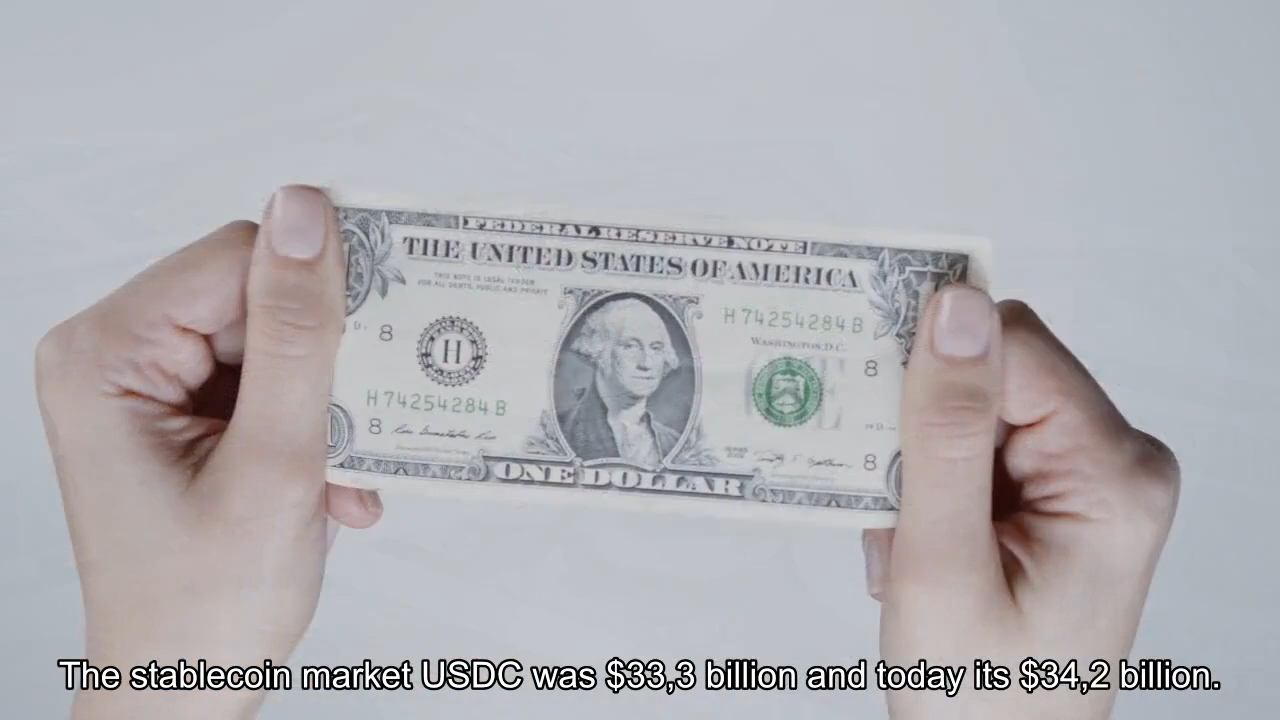 FEDERAL RESERVE NOTE
THE UNITED STATES OF AMERICA
THIS NOTE IS LEGAL TENDER
FOR ALL DEBTS, PUBLIC AND PRIVATE
H 74254284 B
WASHINGTON, D.C.
8
8
H
H 74254284 B
8
8
ONE DOLLAR
The stablecoin market USDC was $33,3 billion and today its $34,2 billion.